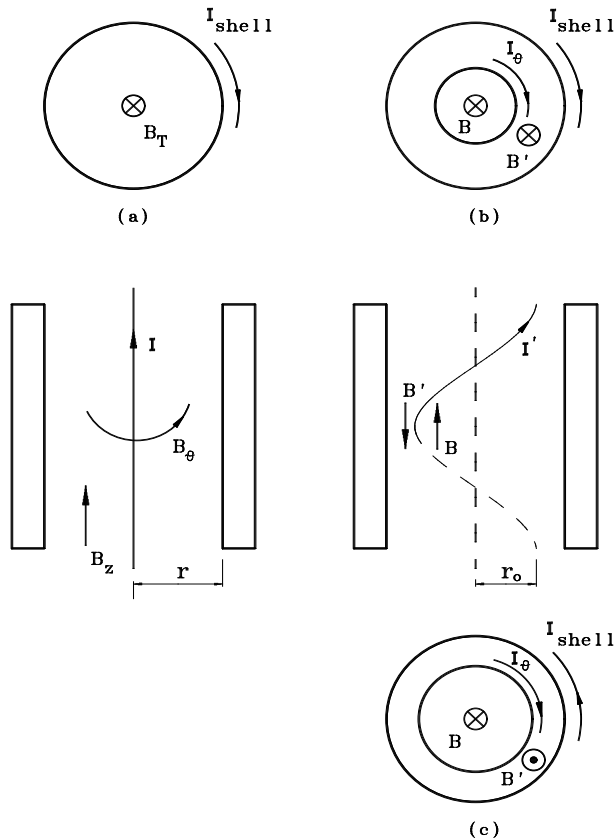 I_shell
B_T
(a)
I_shell
I_ϑ
B
B'
(b)
I
B_ϑ
B_z
r
I'
B'
B
r_o
I_shell
I_ϑ
B
B'
(c)